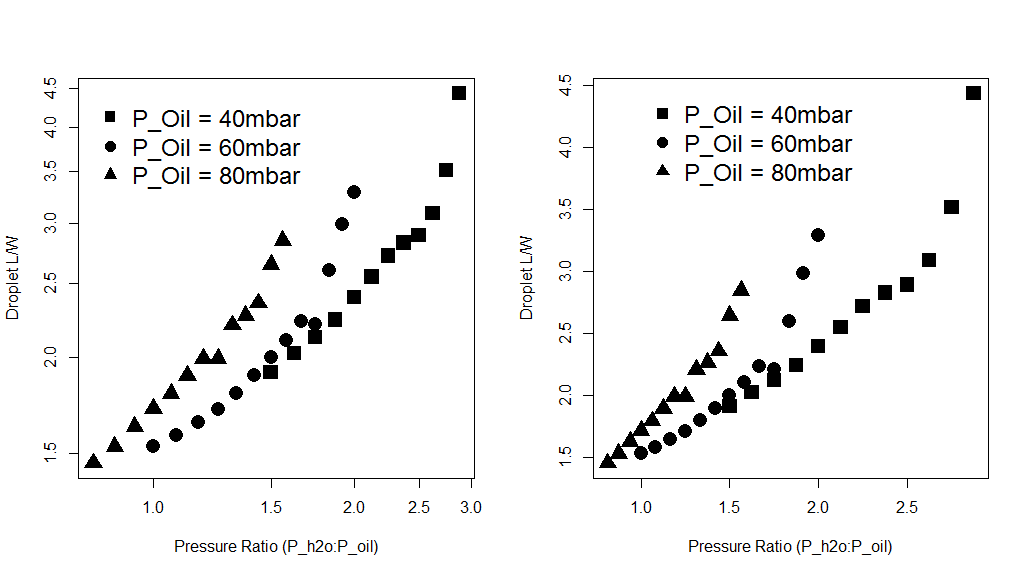 P_Oil = 40mbar
P_Oil = 60mbar
P_Oil = 80mbar
4.5
4.0
3.5
3.0
2.5
2.0
1.5
Droplet L/W
1.0 1.5 2.0 2.5 3.0
Pressure Ratio (P_h2o:P_oil)
P_Oil = 40mbar
P_Oil = 60mbar
P_Oil = 80mbar
4.5
4.0
3.5
3.0
2.5
2.0
1.5
Droplet L/W
1.0 1.5 2.0 2.5
Pressure Ratio (P_h2o:P_oil)